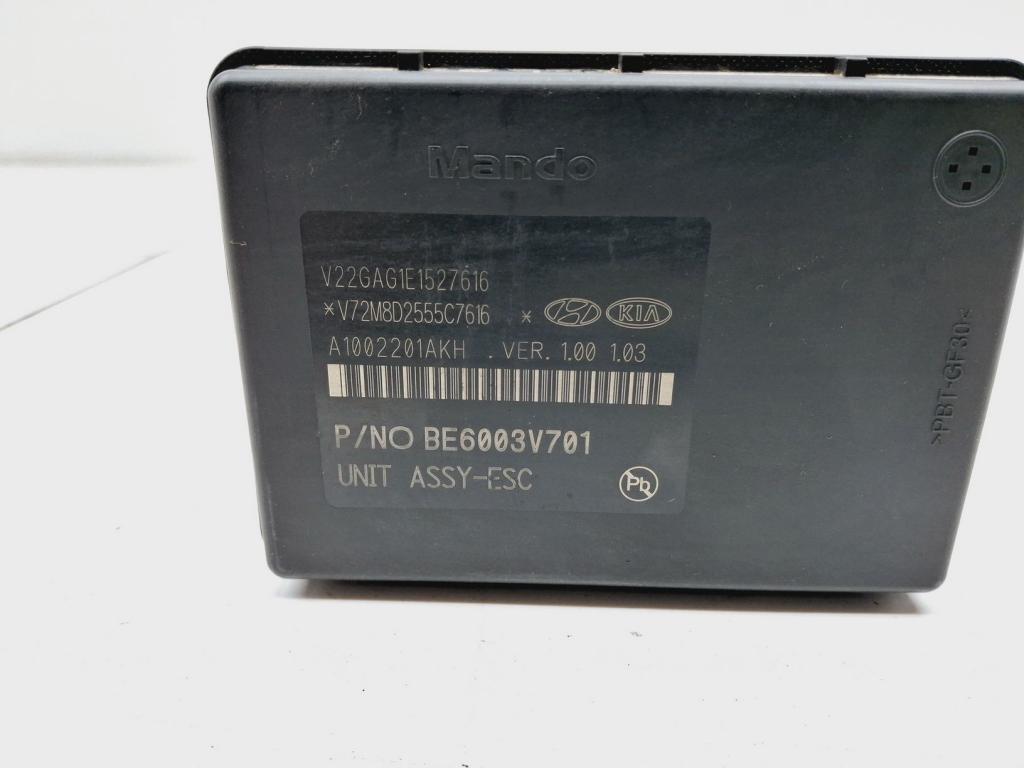 Mando
V22GAG1E1527616
*V72M8D2555C7616 *
KIA
A1002201AKH . VER. 1.00 1.03
P/NO BE6003V701
UNIT ASSY-ESC
Pb
>PBT-GF30<